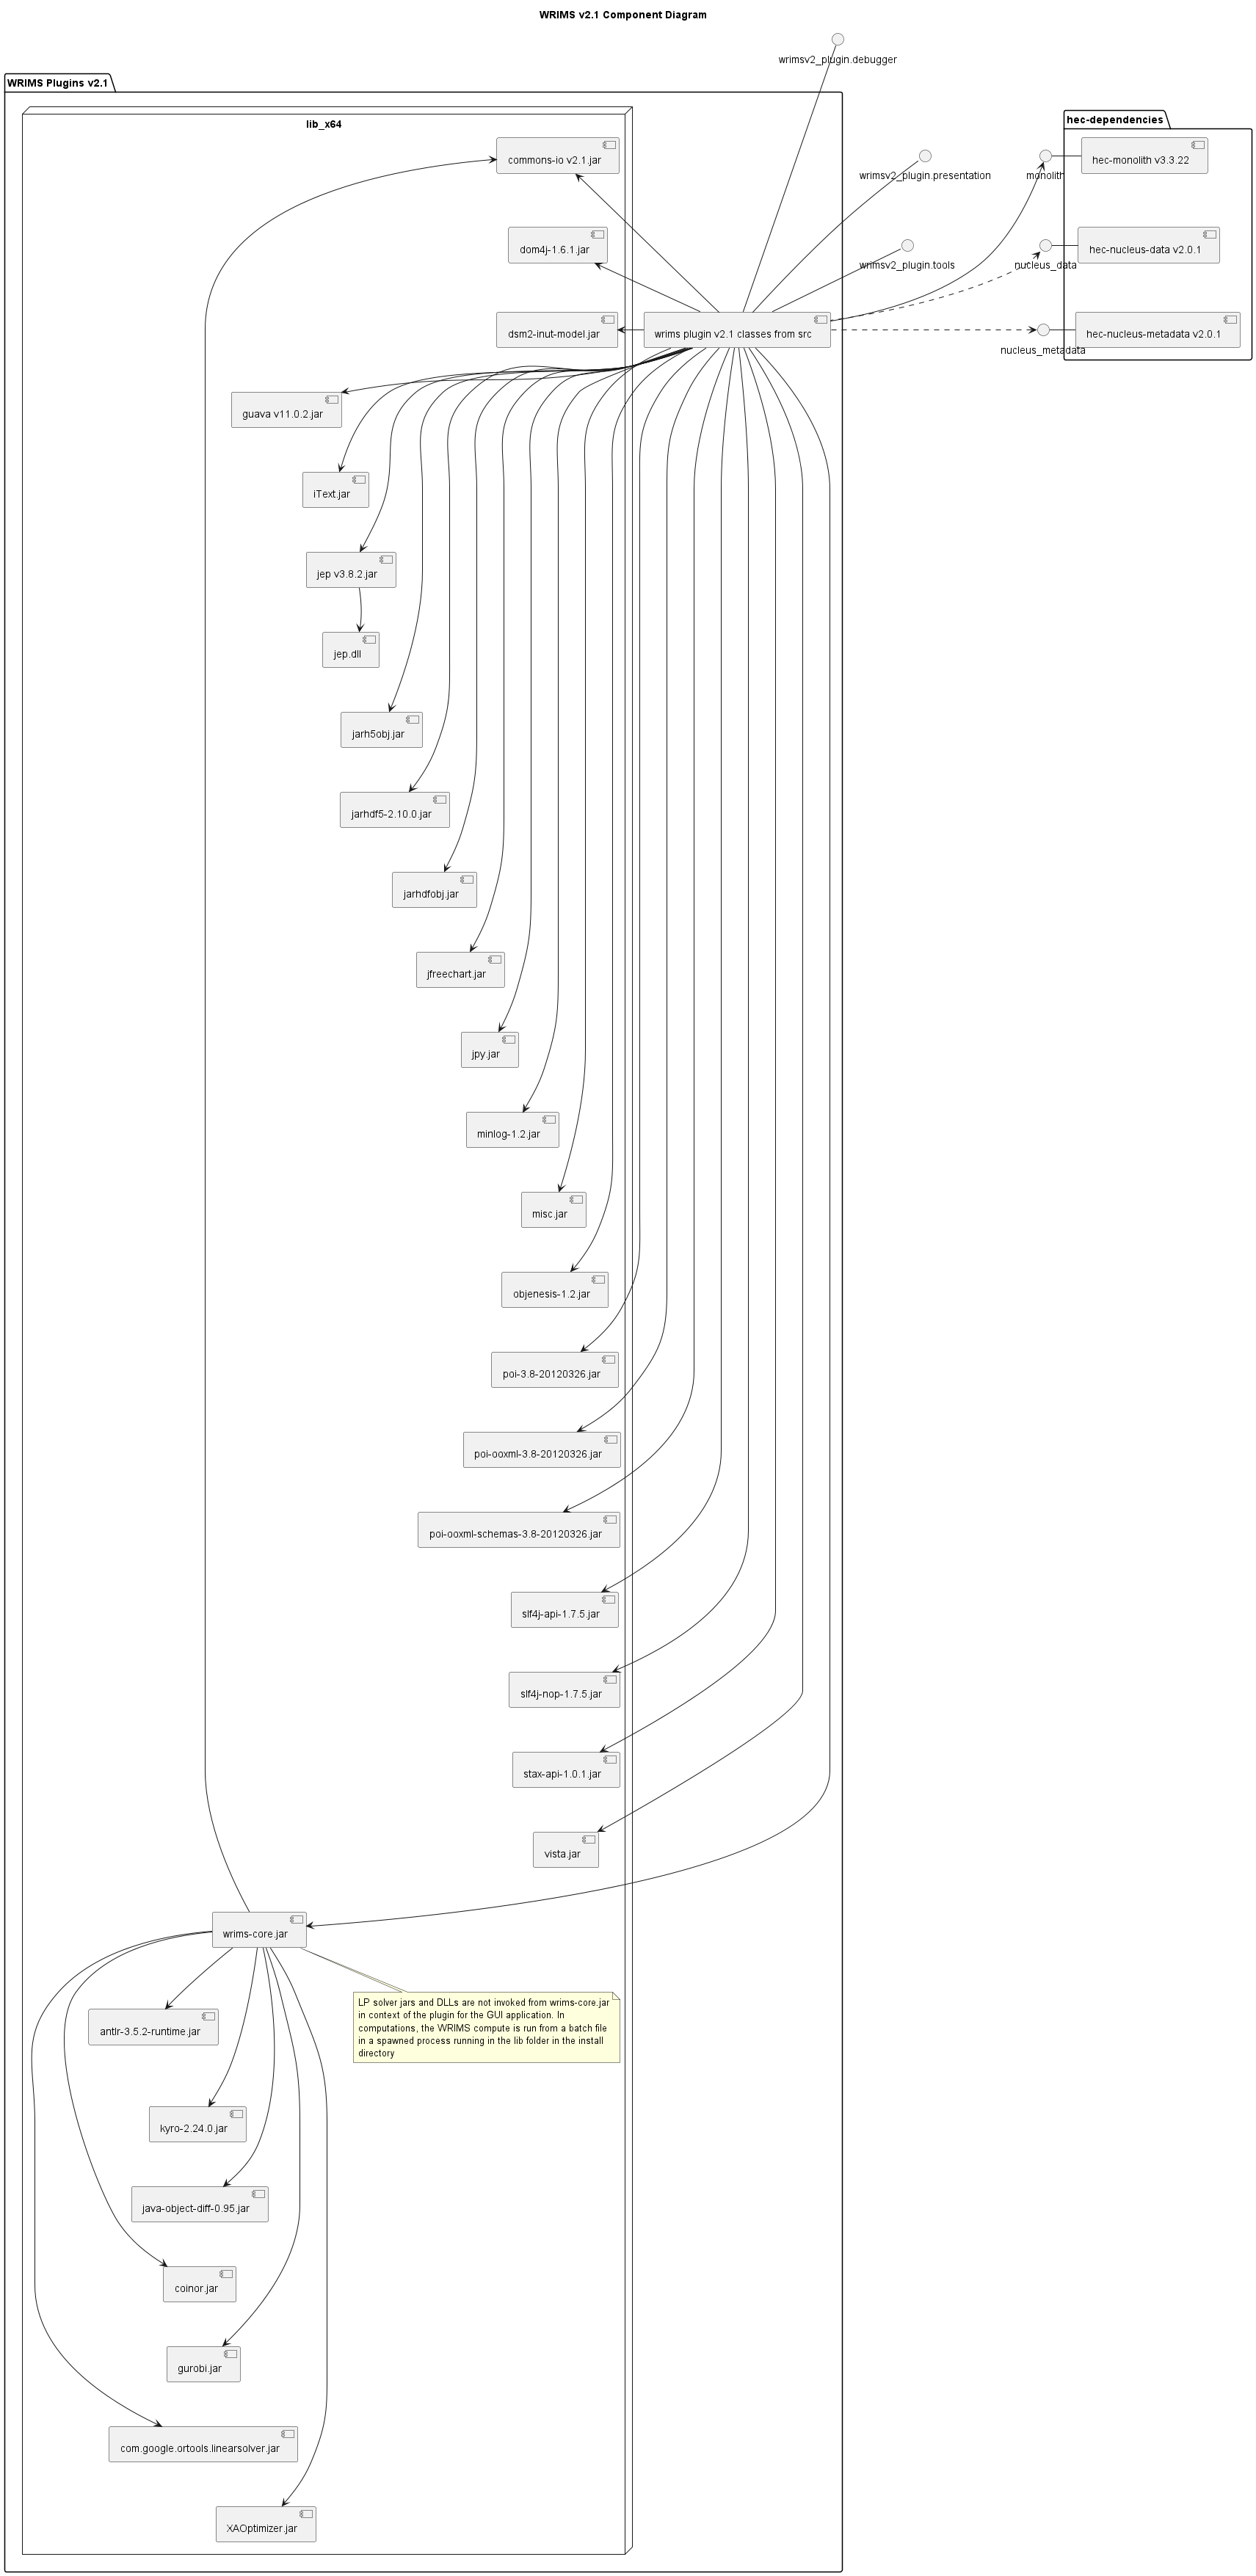 WRIMS v2.1 Component Diagram
wrimsv2_plugin.debugger
WRIMS Plugins v2.1
hec-dependencies
lib_x64
commons-io v2.1.jar
wrimsv2_plugin.presentation
monolith
hec-monolith v3.3.22
dom4j-1.6.1.jar
wrimsv2_plugin.tools
nucleus_data
hec-nucleus-data v2.0.1
dsm2-inut-model.jar
wrims plugin v2.1 classes from src
nucleus_metadata
hec-nucleus-metadata v2.0.1
guava v11.0.2.jar
iText.jar
jep v3.8.2.jar
jep.dll
jarh5obj.jar
jarhdf5-2.10.0.jar
jarhdfobj.jar
jfreechart.jar
jpy.jar
minlog-1.2.jar
misc.jar
objenesis-1.2.jar
poi-3.8-20120326.jar
poi-ooxml-3.8-20120326.jar
poi-ooxml-schemas-3.8-20120326.jar
slf4j-api-1.7.5.jar
slf4j-nop-1.7.5.jar
stax-api-1.0.1.jar
vista.jar
wrims-core.jar
LP solver jars and DLLs are not invoked from wrims-core.jar
in context of the plugin for the GUI application. In
computations, the WRIMS compute is run from a batch file
in a spawned process running in the lib folder in the install
directory
antlr-3.5.2-runtime.jar
kyro-2.24.0.jar
java-object-diff-0.95.jar
coinor.jar
gurobi.jar
com.google.ortools.linearsolver.jar
XAOptimizer.jar